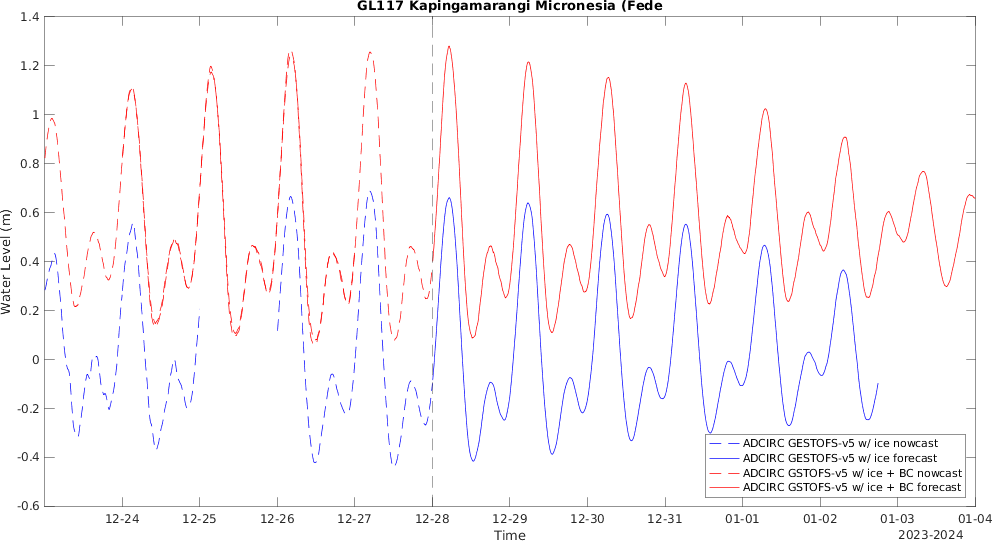 GL117 Kapingamarangi Micronesia (Fede
1.4
1.2
1
0.8
0.6
0.4
0.2
0
-0.2
-0.4
-0.6
Water Level (m)
ADCIRC GESTOFS-v5 w/ ice nowcast
ADCIRC GESTOFS-v5 w/ ice forecast
ADCIRC GSTOFS-v5 w/ ice + BC nowcast
ADCIRC GSTOFS-v5 w/ ice + BC forecast
12-24 12-25 12-26 12-27 12-28 12-29 12-30 12-31 01-01 01-02 01-03 01-04
Time
2023-2024